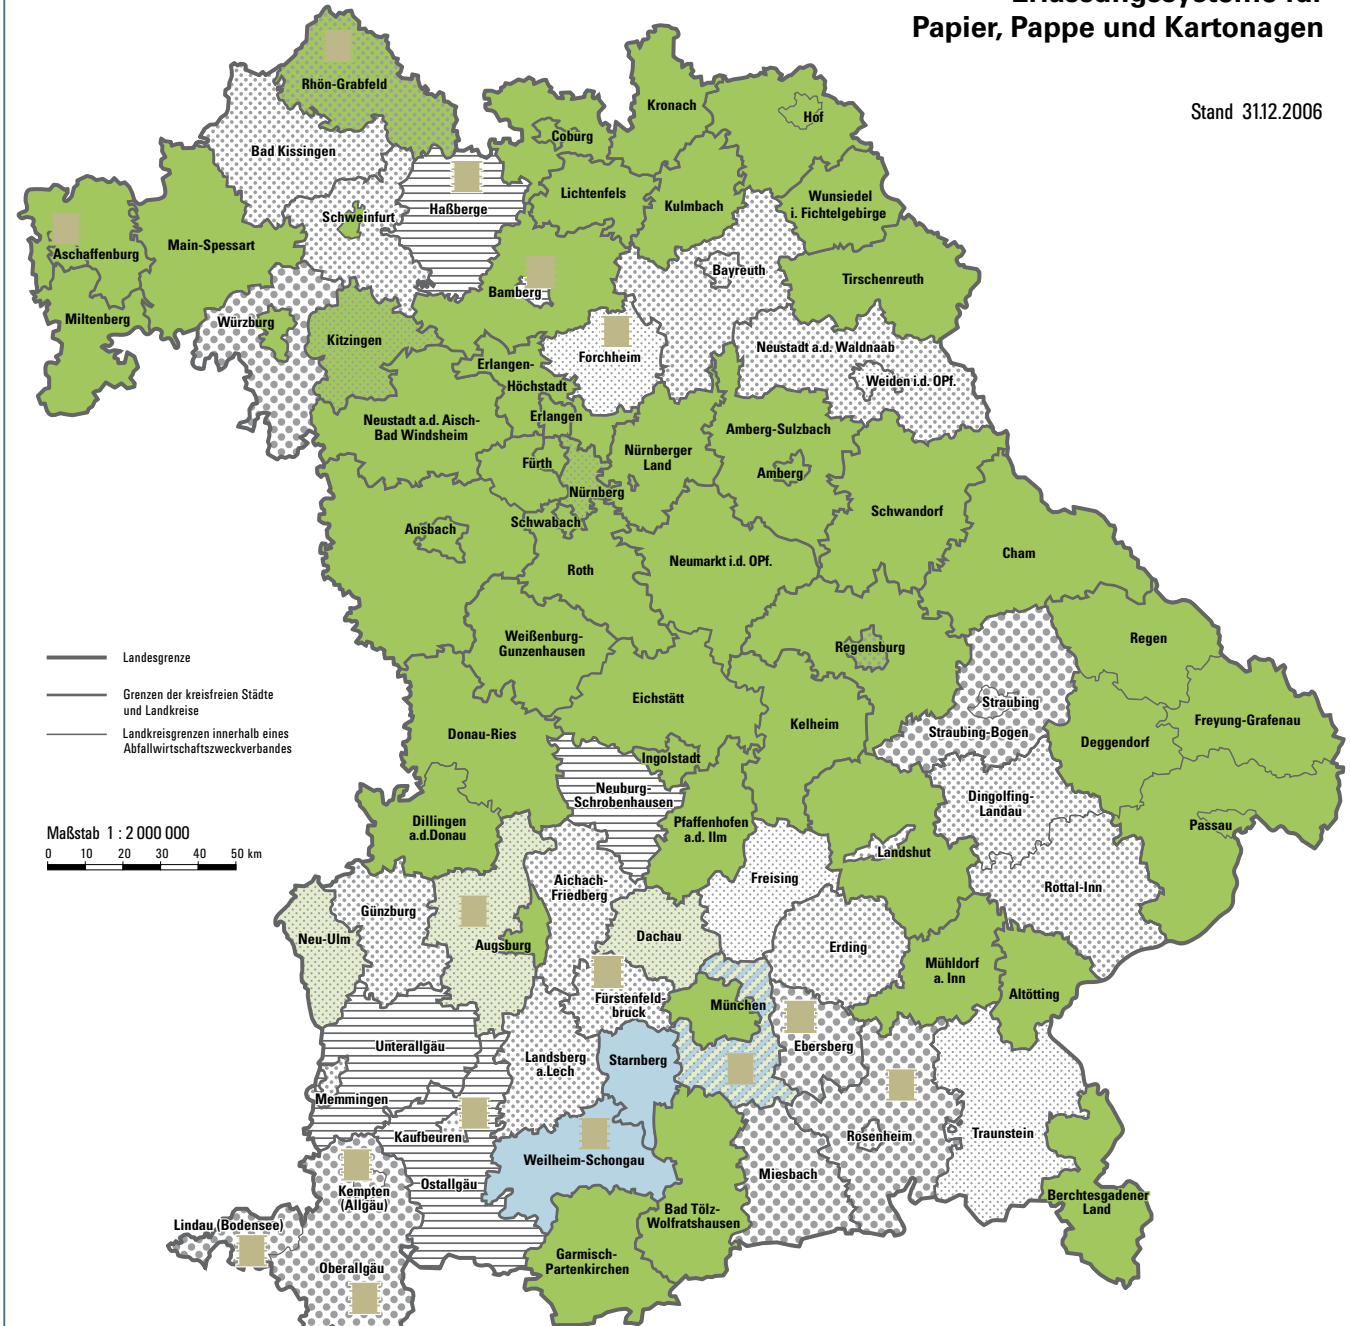 Erfassungssysteme für
Papier, Pappe und Kartonagen
Stand 31.12.2006
Rhön-Grabfeld
Bad Kissingen
Kronach
Hof
Coburg
Lichtenfels
Kulmbach
Wunsiedel
i. Fichtelgebirge
Schweinfurt
Haßberge
Main-Spessart
Aschaffenburg
Bayreuth
Tirschenreuth
Bamberg
Miltenberg
Würzburg
Kitzingen
Forchheim
Neustadt a.d. Waldnaab
Weiden i.d. OPf.
Erlangen-
Höchstadt
Erlangen
Neustadt a.d. Aisch-
Bad Windsheim
Amberg-Sulzbach
Amberg
Fürth
Nürnberger
Land
Nürnberg
Schwabach
Ansbach
Schwandorf
Cham
Roth
Neumarkt i.d. OPf.
Weißenburg-
Gunzenhausen
Regensburg
Regen
Landesgrenze
Grenzen der kreisfreien Städte
und Landkreise
Landkreisgrenzen innerhalb eines
Abfallwirtschaftszweckverbandes
Eichstätt
Straubing
Straubing-Bogen
Freyung-Grafenau
Deggendorf
Donau-Ries
Kelheim
Ingolstadt
Neuburg-
Schrobenhausen
Dingolfing-
Landau
Passau
Maßstab 1 : 2 000 000
0 10 20 30 40 50 km
Dillingen
a.d.Donau
Pfaffenhofen
a.d. Ilm
Landshut
Rottal-Inn
Aichach-
Friedberg
Freising
Günzburg
Neu-Ulm
Augsburg
Dachau
Erding
Mühldorf
a. Inn
Altötting
Fürstenfeld-
bruck
München
Unterallgäu
Landsberg
a.Lech
Starnberg
Ebersberg
Memmingen
Kaufbeuren
Rosenheim
Traunstein
Weilheim-Schongau
Miesbach
Kempten
(Allgäu)
Ostallgäu
Bad Tölz-
Wolfratshausen
Berchtesgadener
Land
Lindau (Bodensee)
Oberallgäu
Garmisch-
Partenkirchen